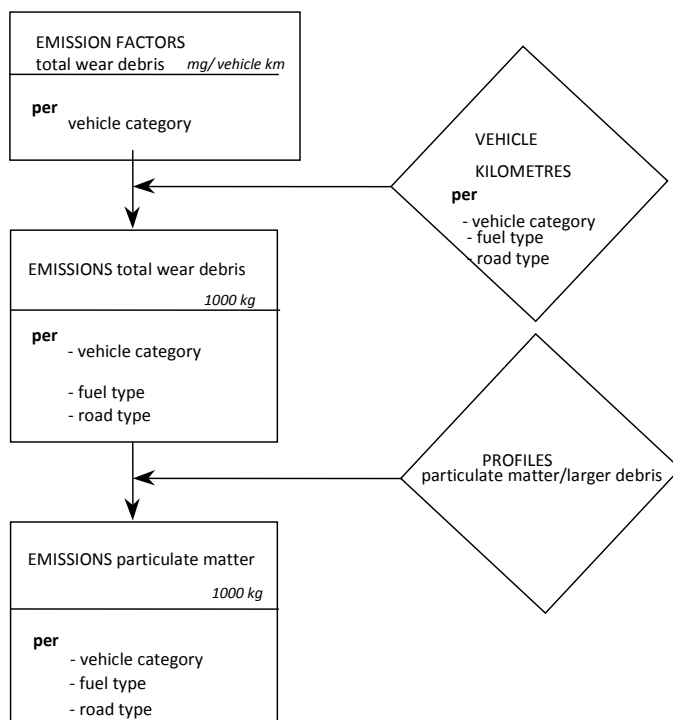 EMISSION FACTORS
total wear debris mg/ vehicle km
per
vehicle category
VEHICLE
KILOMETRES
per
- vehicle category
- fuel type
- road type
EMISSIONS total wear debris
1000 kg
per
- vehicle category
- fuel type
- road type
PROFILES
particulate matter/larger debris
EMISSIONS particulate matter
1000 kg
per
- vehicle category
- fuel type
- road type